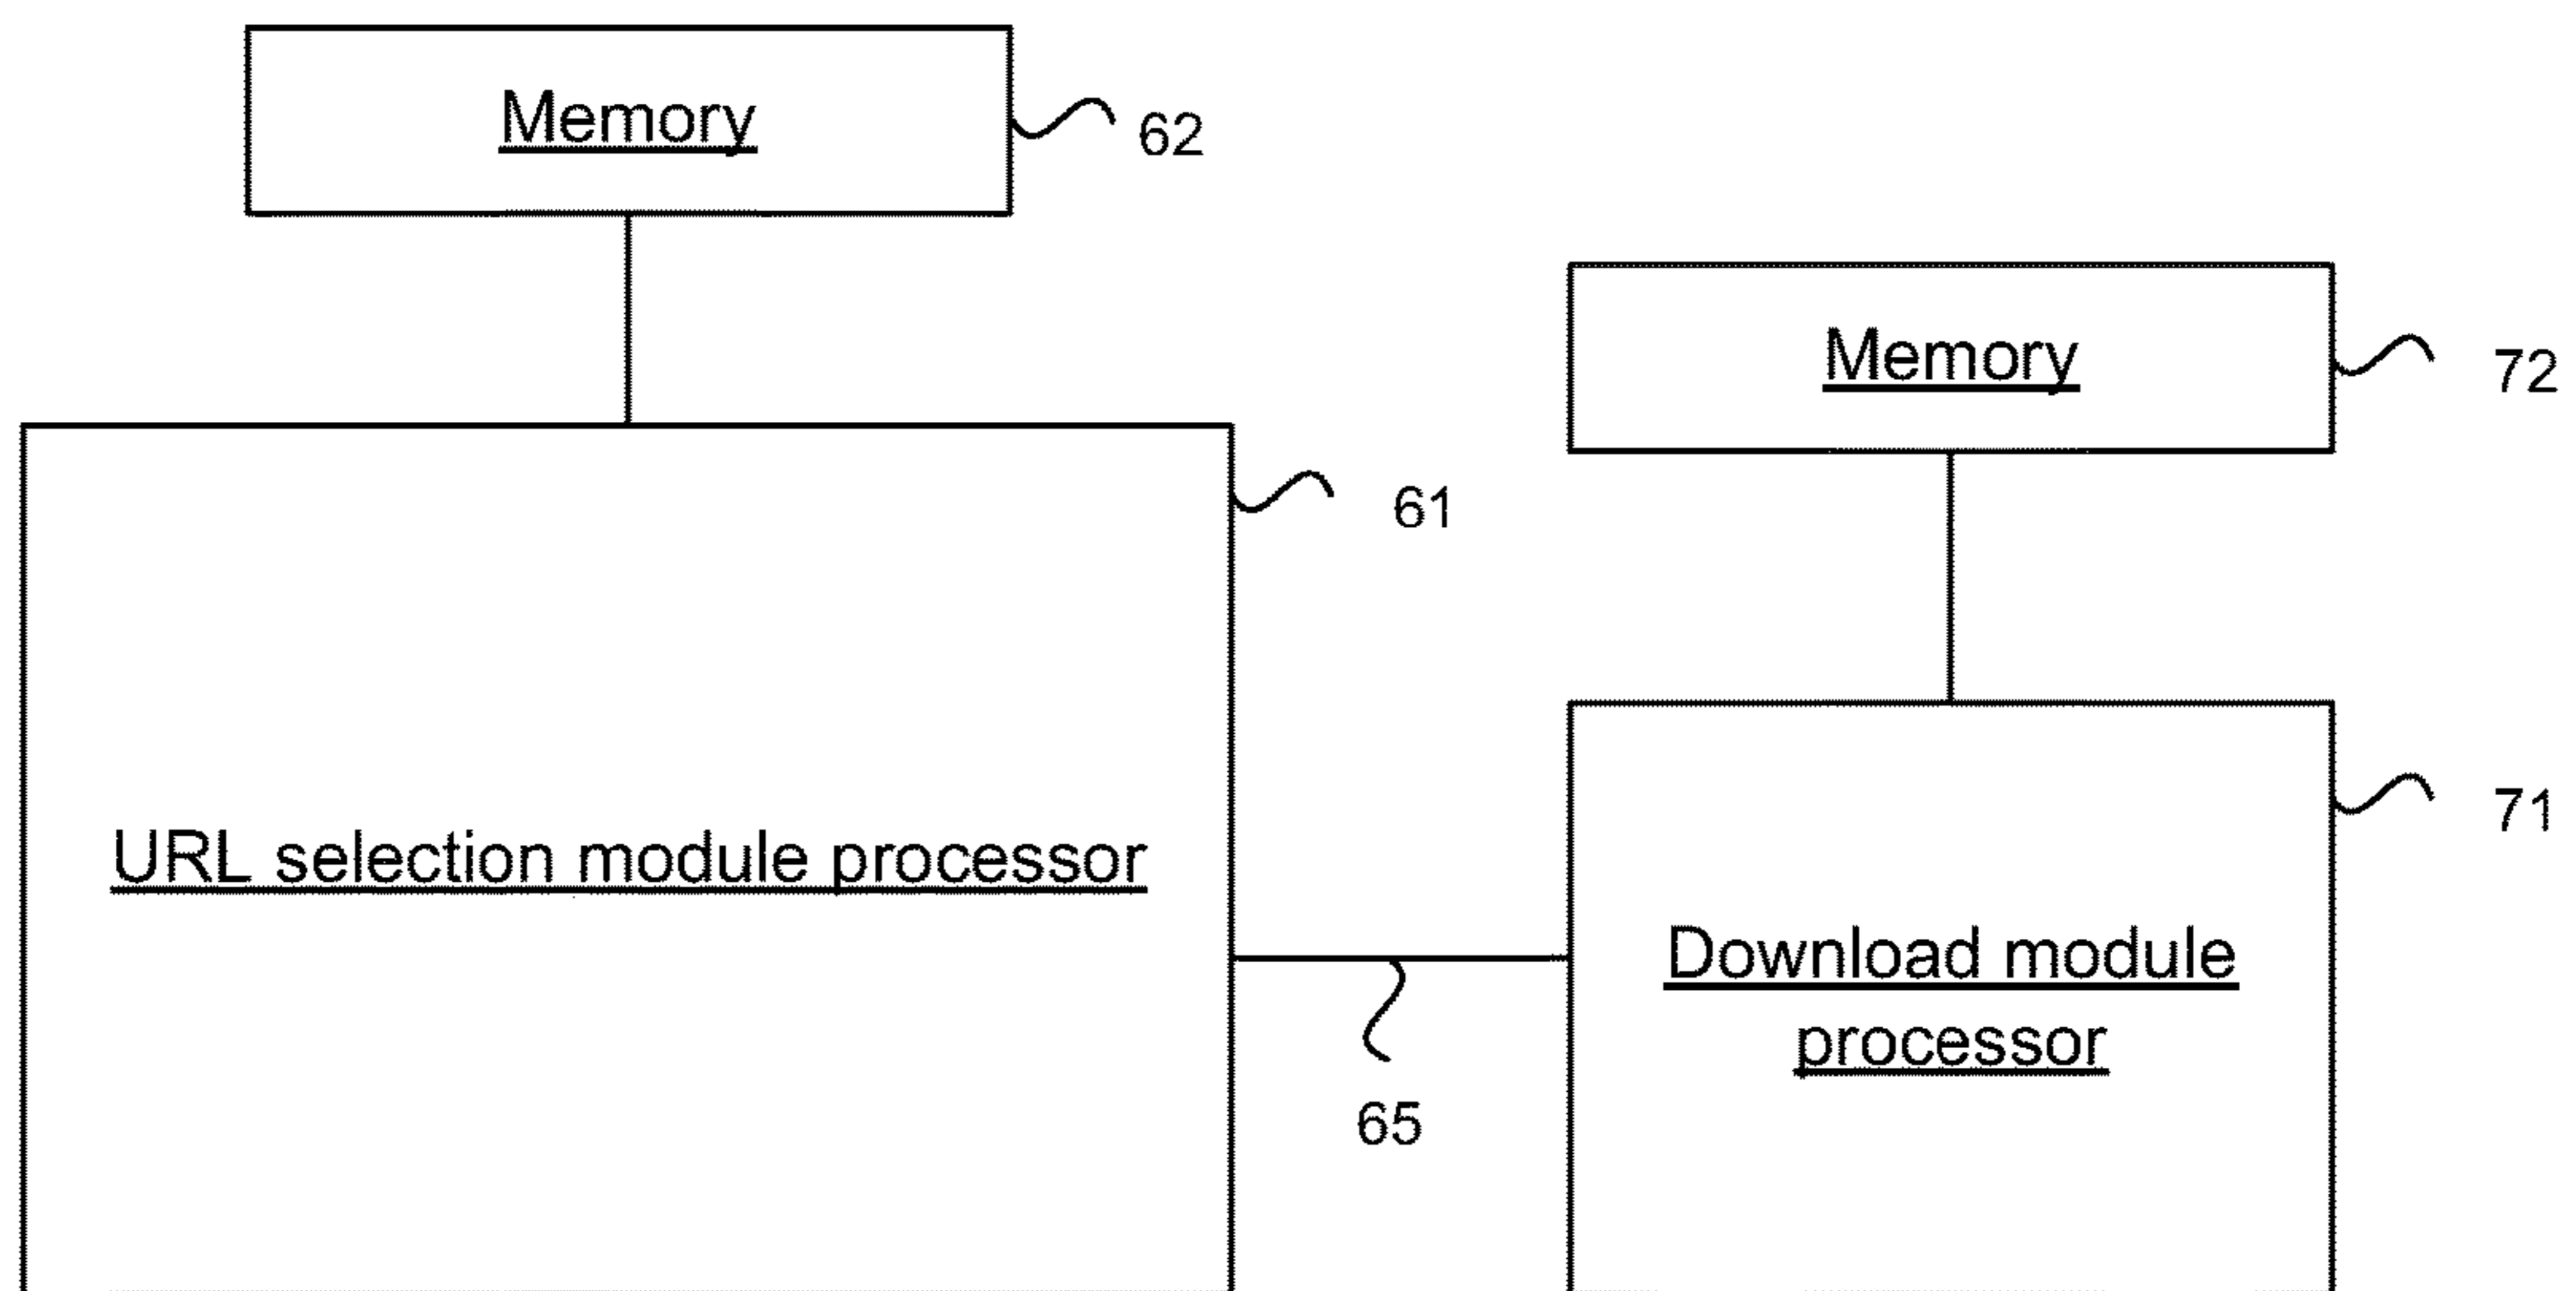 Memory
62
Memory
72
61
URL selection module processor
71
Download module
processor
65